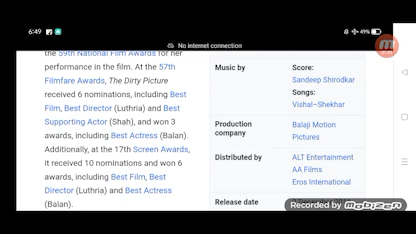 6:49
49%
No internet connection
the 59th National Film Awards for her
performance in the film. At the 57th
Filmfare Awards, The Dirty Picture
received 6 nominations, including Best
Film, Best Director (Luthria) and Best
Supporting Actor (Shah), and won 3
awards, including Best Actress (Balan).
Additionally, at the 17th Screen Awards,
it received 10 nominations and won 6
awards, including Best Film, Best
Director (Luthria) and Best Actress
(Balan).
Music by
Score:
Sandeep Shirodkar
Songs:
Vishal–Shekhar
Production
company
Balaji Motion
Pictures
Distributed by
ALT Entertainment
AA Films
Eros International
Release date
Recorded by MOBIZEN